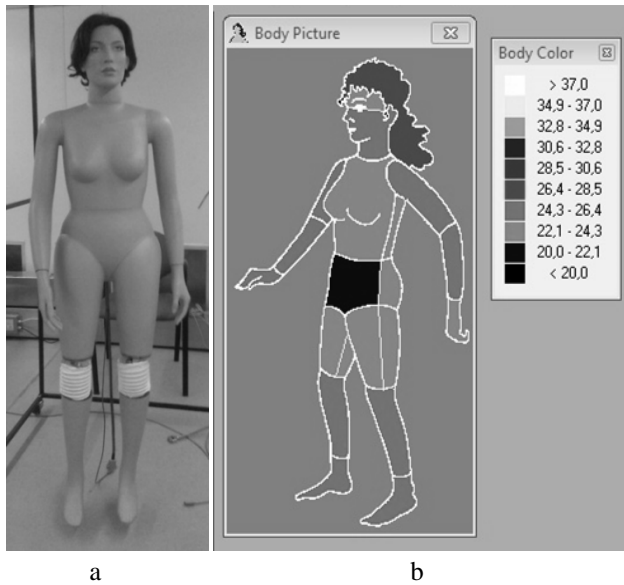 Body Picture
Body Color
> 37,0
34,9 - 37,0
32,8 - 34,9
30,6 - 32,8
28,5 - 30,6
26,4 - 28,5
24,3 - 26,4
22,1 - 24,3
20,0 - 22,1
< 20,0
a
b